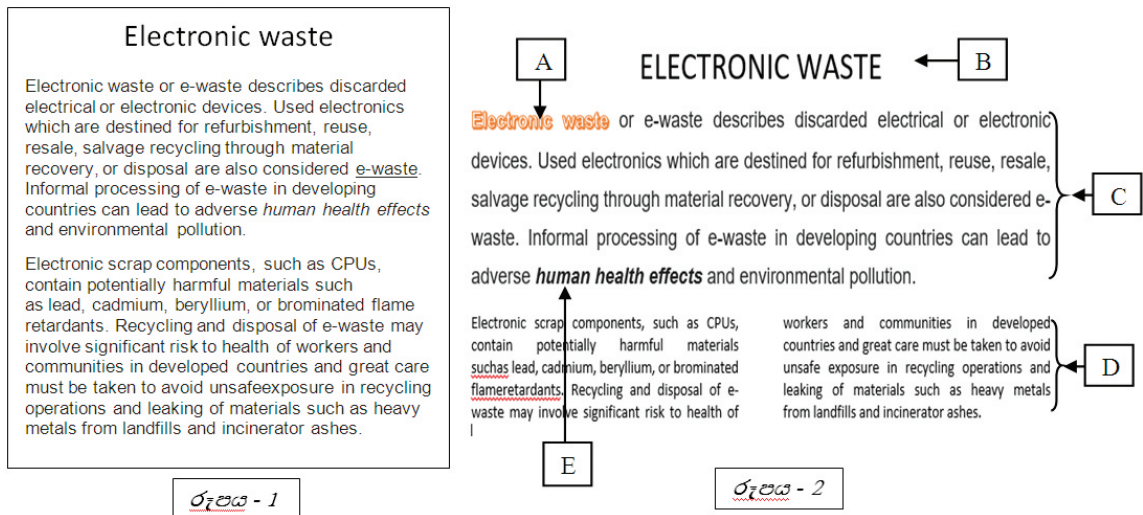 Electronic waste
Electronic waste or e-waste describes discarded
electrical or electronic devices. Used electronics
which are destined for refurbishment, reuse,
resale, salvage recycling through material
recovery, or disposal are also considered e-waste.
Informal processing of e-waste in developing
countries can lead to adverse human health effects
and environmental pollution.
Electronic scrap components, such as CPUs,
contain potentially harmful materials such
as lead, cadmium, beryllium, or brominated flame
retardants. Recycling and disposal of e-waste may
involve significant risk to health of workers and
communities in developed countries and great care
must be taken to avoid unsafeexposure in recycling
operations and leaking of materials such as heavy
metals from landfills and incinerator ashes.
රූපය - 1
A
ELECTRONIC WASTE
B
Electronic waste or e-waste describes discarded electrical or electronic
devices. Used electronics which are destined for refurbishment, reuse, resale,
salvage recycling through material recovery, or disposal are also considered e-
waste. Informal processing of e-waste in developing countries can lead to
adverse human health effects and environmental pollution.
C
Electronic scrap components, such as CPUs,
contain potentially harmful materials
suchas lead, cadmium, beryllium, or brominated
flameretardants. Recycling and disposal of e-
waste may involve significant risk to health of
workers and communities in developed
countries and great care must be taken to avoid
unsafe exposure in recycling operations and
leaking of materials such as heavy metals
from landfills and incinerator ashes.
D
E
රූපය - 2